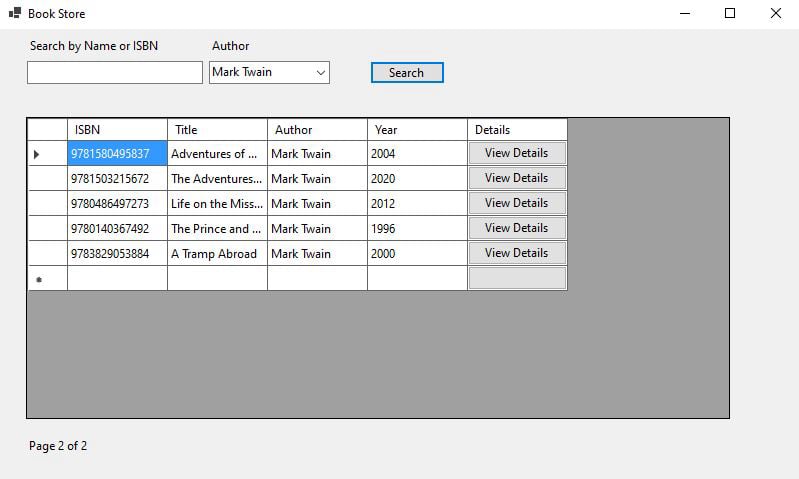 Book Store
Search by Name or ISBN Author
Mark Twain Search
ISBN Title Author Year Details
9781580495837 Adventures of ... Mark Twain 2004 View Details
9781503215672 The Adventures... Mark Twain 2020 View Details
9780486497273 Life on the Miss... Mark Twain 2012 View Details
9780140367492 The Prince and ... Mark Twain 1996 View Details
9783829053884 A Tramp Abroad Mark Twain 2000 View Details
*
Page 2 of 2